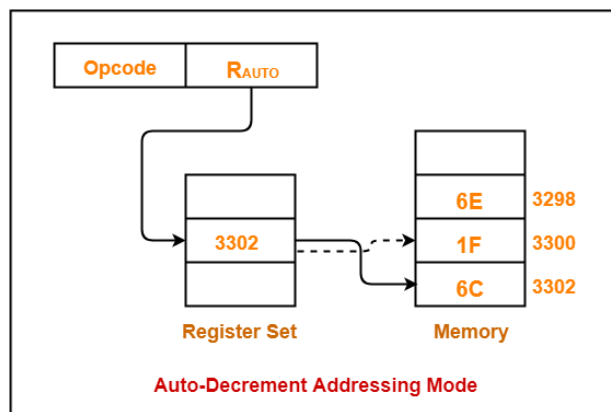 Opcode RAUTO
6E 3298
3302 1F 3300
6C 3302
Register Set Memory
Auto-Decrement Addressing Mode